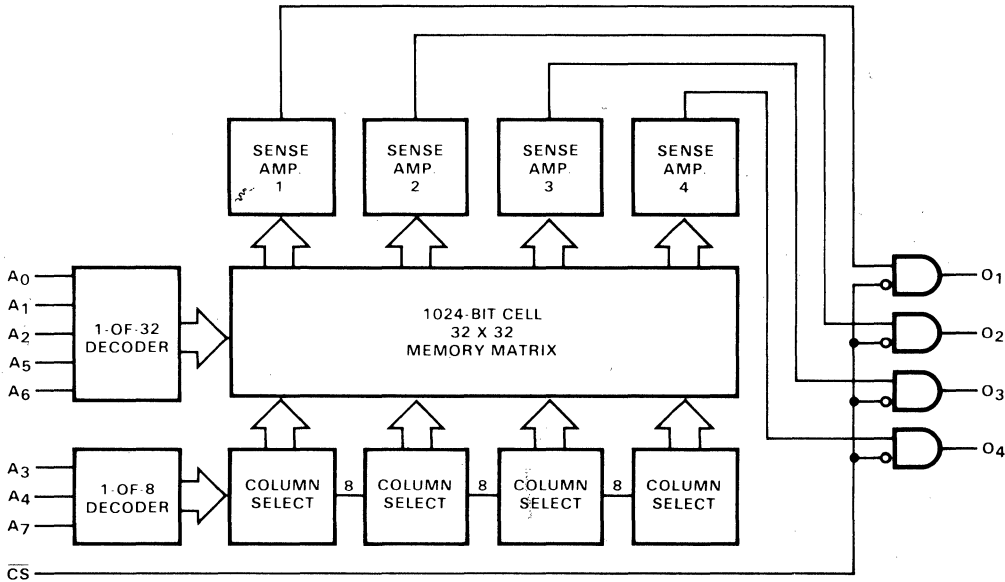 SENSE
AMP.
1
SENSE
AMP.
2
SENSE
AMP.
3
SENSE
AMP.
4
A0
A1
A2
A5
A6
1-OF-32
DECODER
1024-BIT CELL
32 X 32
MEMORY MATRIX
O1
O2
O3
O4
A3
A4
A7
1-OF-8
DECODER
COLUMN
SELECT
8
COLUMN
SELECT
8
COLUMN
SELECT
8
COLUMN
SELECT
C̅S̅